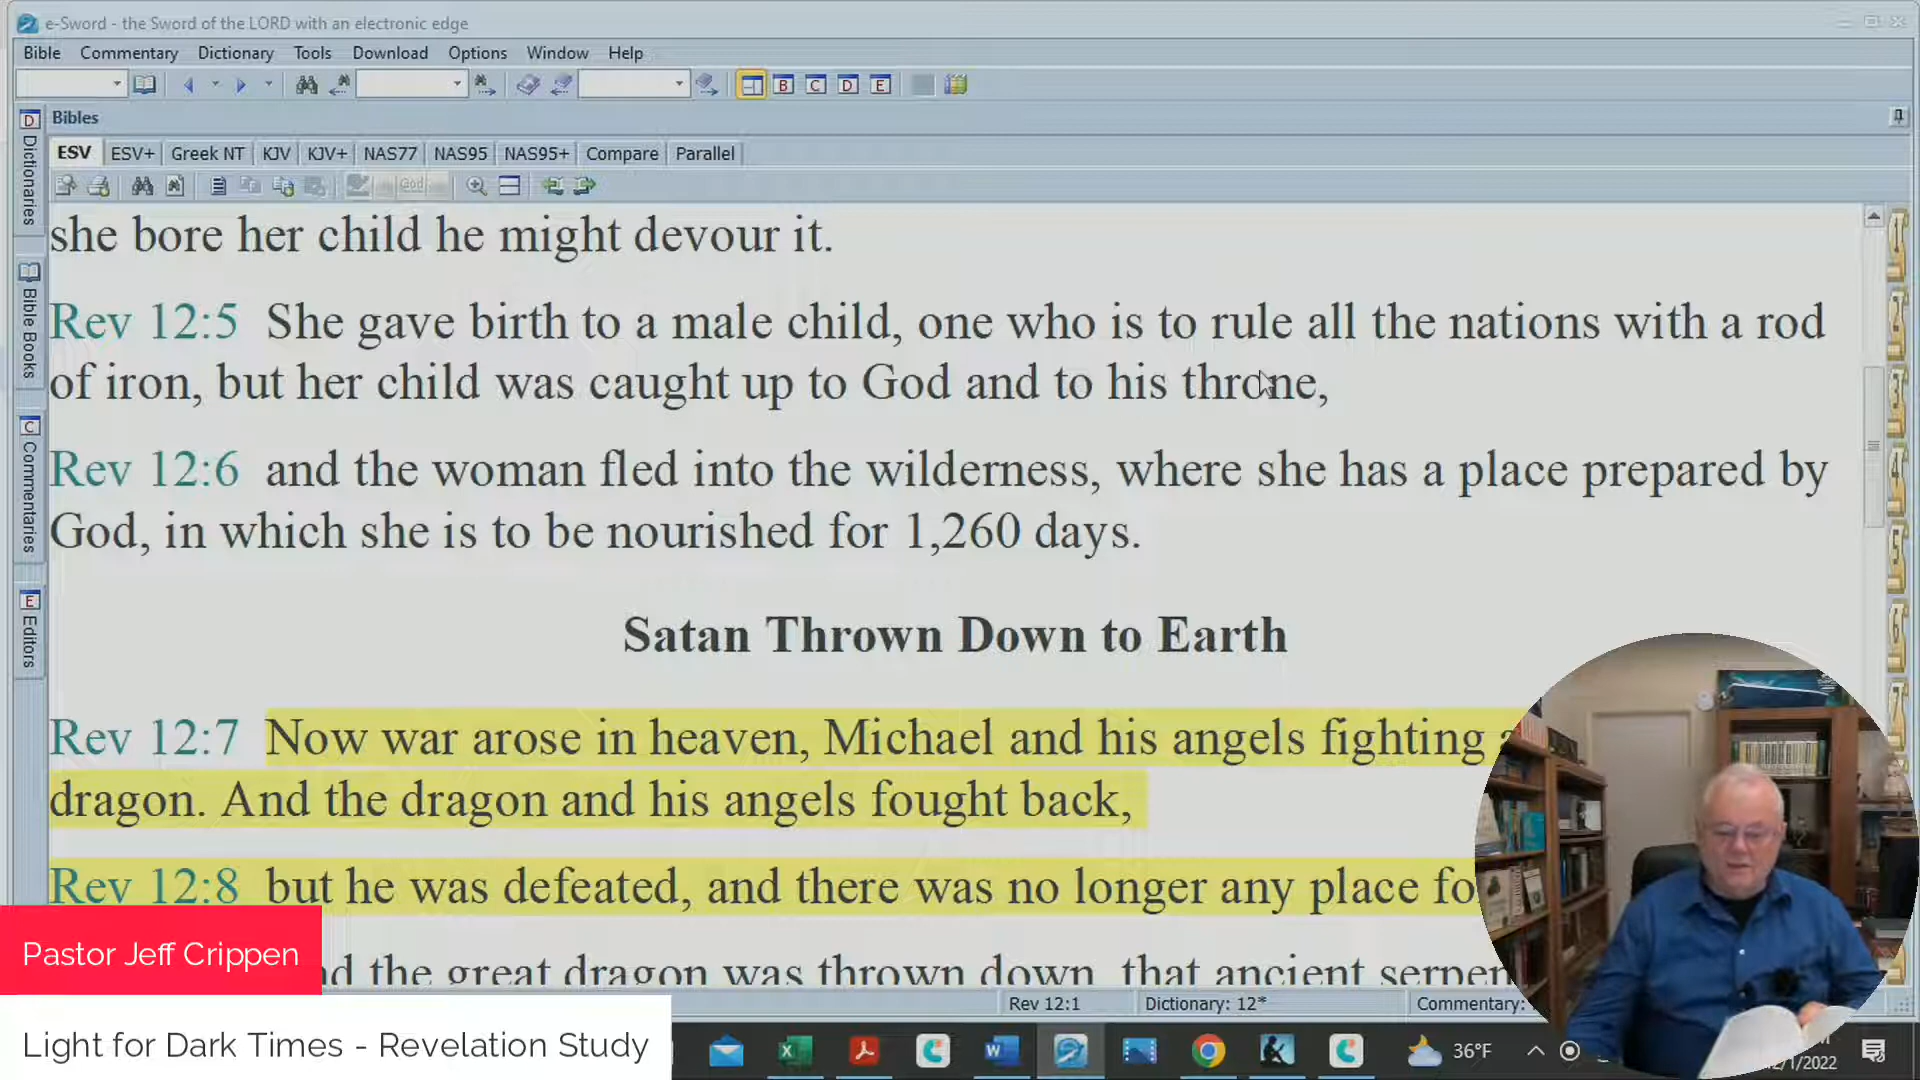 e-Sword - the Sword of the LORD with an electronic edge
Bible Commentary Dictionary Tools Download Options Window Help
B C D E
Bibles
ESV ESV+ Greek NT KJV KJV+ NAS77 NAS95 NAS95+ Compare Parallel
God
D Dictionaries
Bible Books
C Commentaries
E Editors
she bore her child he might devour it.
Rev 12:5 She gave birth to a male child, one who is to rule all the nations with a rod
of iron, but her child was caught up to God and to his throne,
Rev 12:6 and the woman fled into the wilderness, where she has a place prepared by
God, in which she is to be nourished for 1,260 days.
Satan Thrown Down to Earth
Rev 12:7 Now war arose in heaven, Michael and his angels fighting
dragon. And the dragon and his angels fought back,
Rev 12:8 but he was defeated, and there was no longer any place
the great dragon was thrown down, that ancient
1
2
3
4
5
6
7
Rev 12:1 Dictionary: 12* Commentary:
Pastor Jeff Crippen
Light for Dark Times - Revelation Study
36°F